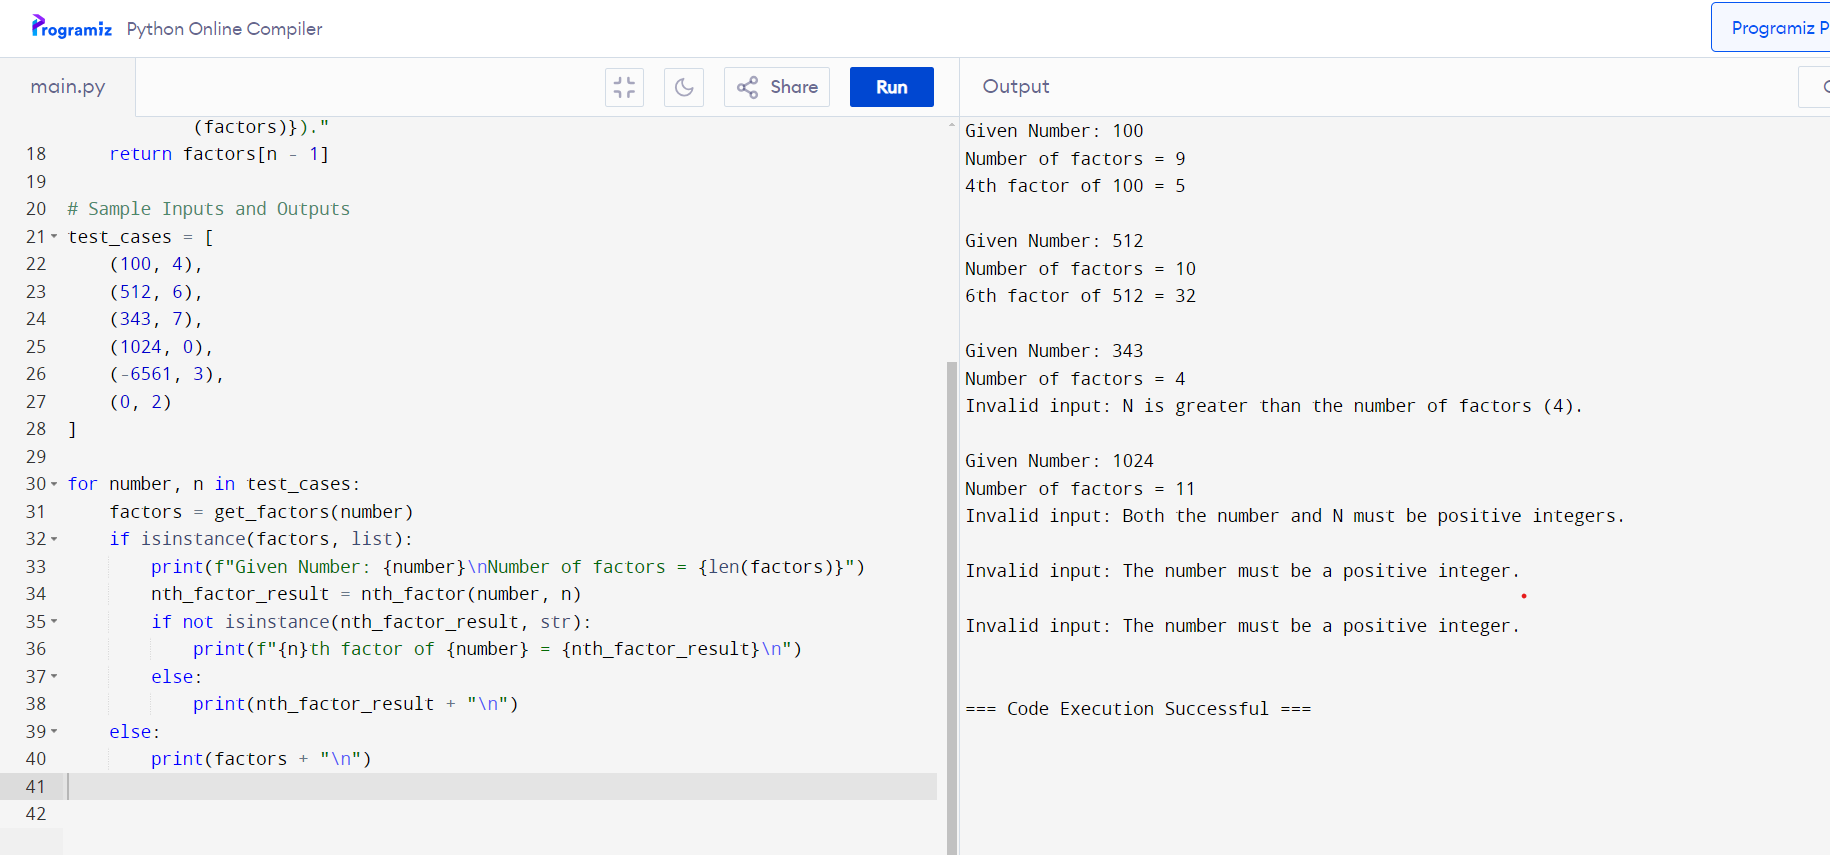 Programiz Python Online Compiler
Programiz P
main.py
Share
Run
Output
(factors)})."
18     return factors[n - 1]
19
20 # Sample Inputs and Outputs
21 test_cases = [
22     (100, 4),
23     (512, 6),
24     (343, 7),
25     (1024, 0),
26     (-6561, 3),
27     (0, 2)
28 ]
29
30 for number, n in test_cases:
31     factors = get_factors(number)
32     if isinstance(factors, list):
33         print(f"Given Number: {number}\nNumber of factors = {len(factors)}")
34         nth_factor_result = nth_factor(number, n)
35         if not isinstance(nth_factor_result, str):
36             print(f"{n}th factor of {number} = {nth_factor_result}\n")
37         else:
38             print(nth_factor_result + "\n")
39     else:
40         print(factors + "\n")
41
42
Given Number: 100
Number of factors = 9
4th factor of 100 = 5
Given Number: 512
Number of factors = 10
6th factor of 512 = 32
Given Number: 343
Number of factors = 4
Invalid input: N is greater than the number of factors (4).
Given Number: 1024
Number of factors = 11
Invalid input: Both the number and N must be positive integers.
Invalid input: The number must be a positive integer.
Invalid input: The number must be a positive integer.
=== Code Execution Successful ===